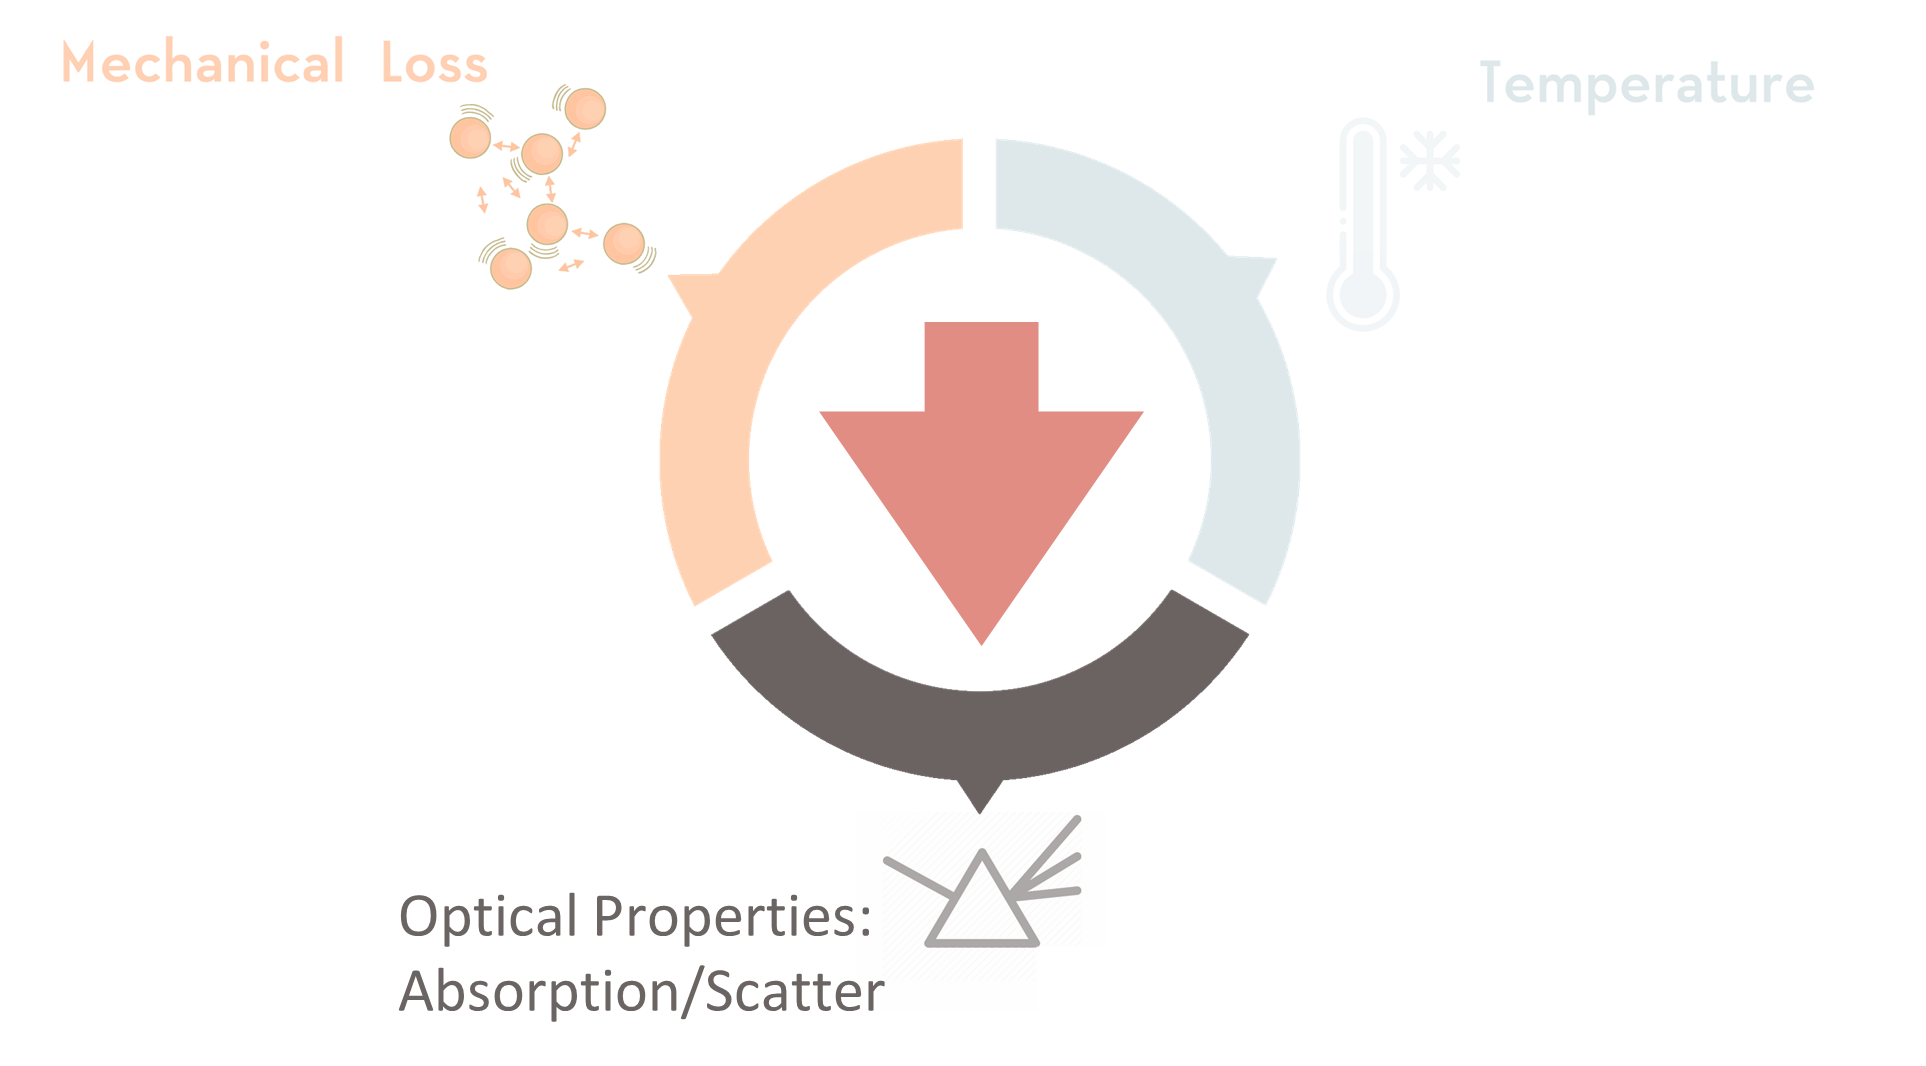 Mechanical Loss
Temperature
Optical Properties:
Absorption/Scatter